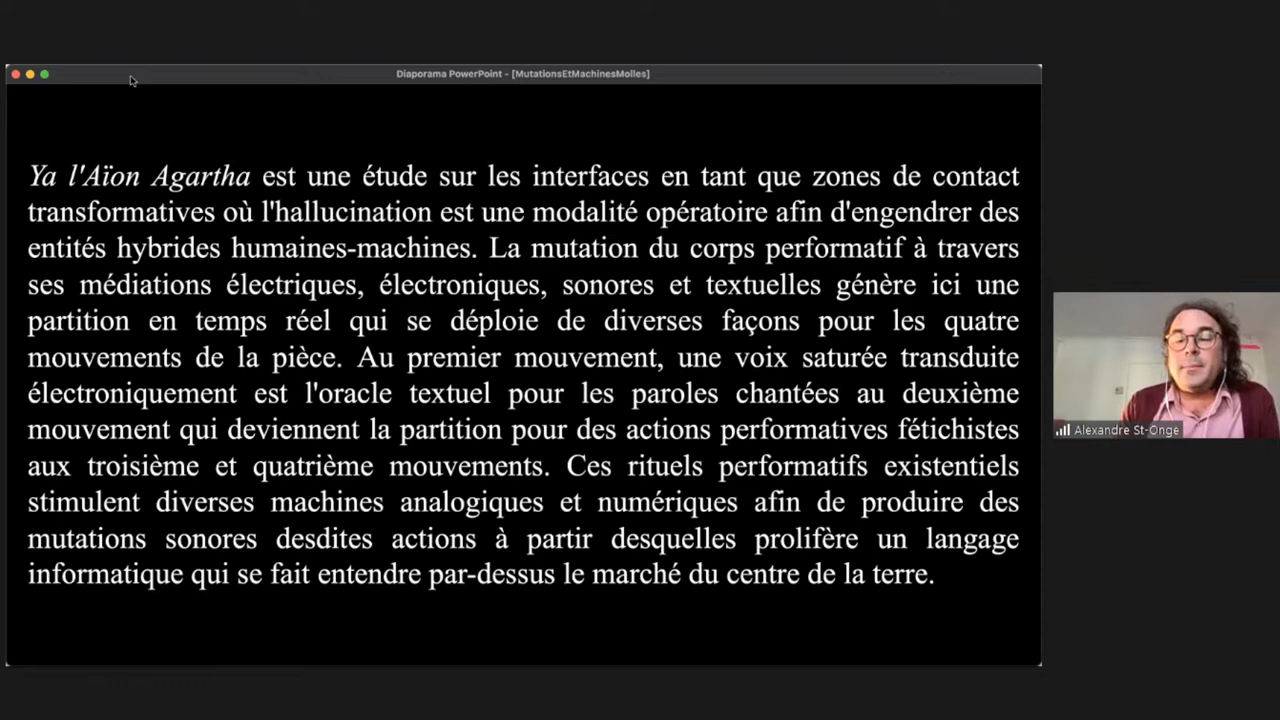 Diaporama PowerPoint - [MutationsEtMachinesMolles]
Ya l'Aïon Agartha est une étude sur les interfaces en tant que zones de contact
transformatives où l'hallucination est une modalité opératoire afin d'engendrer des
entités hybrides humaines-machines. La mutation du corps performatif à travers
ses médiations électriques, électroniques, sonores et textuelles génère ici une
partition en temps réel qui se déploie de diverses façons pour les quatre
mouvements de la pièce. Au premier mouvement, une voix saturée transduite
électroniquement est l'oracle textuel pour les paroles chantées au deuxième
mouvement qui deviennent la partition pour des actions performatives fétichistes
aux troisième et quatrième mouvements. Ces rituels performatifs existentiels
stimulent diverses machines analogiques et numériques afin de produire des
mutations sonores desdites actions à partir desquelles prolifère un langage
informatique qui se fait entendre par-dessus le marché du centre de la terre.
Alexandre St-Onge